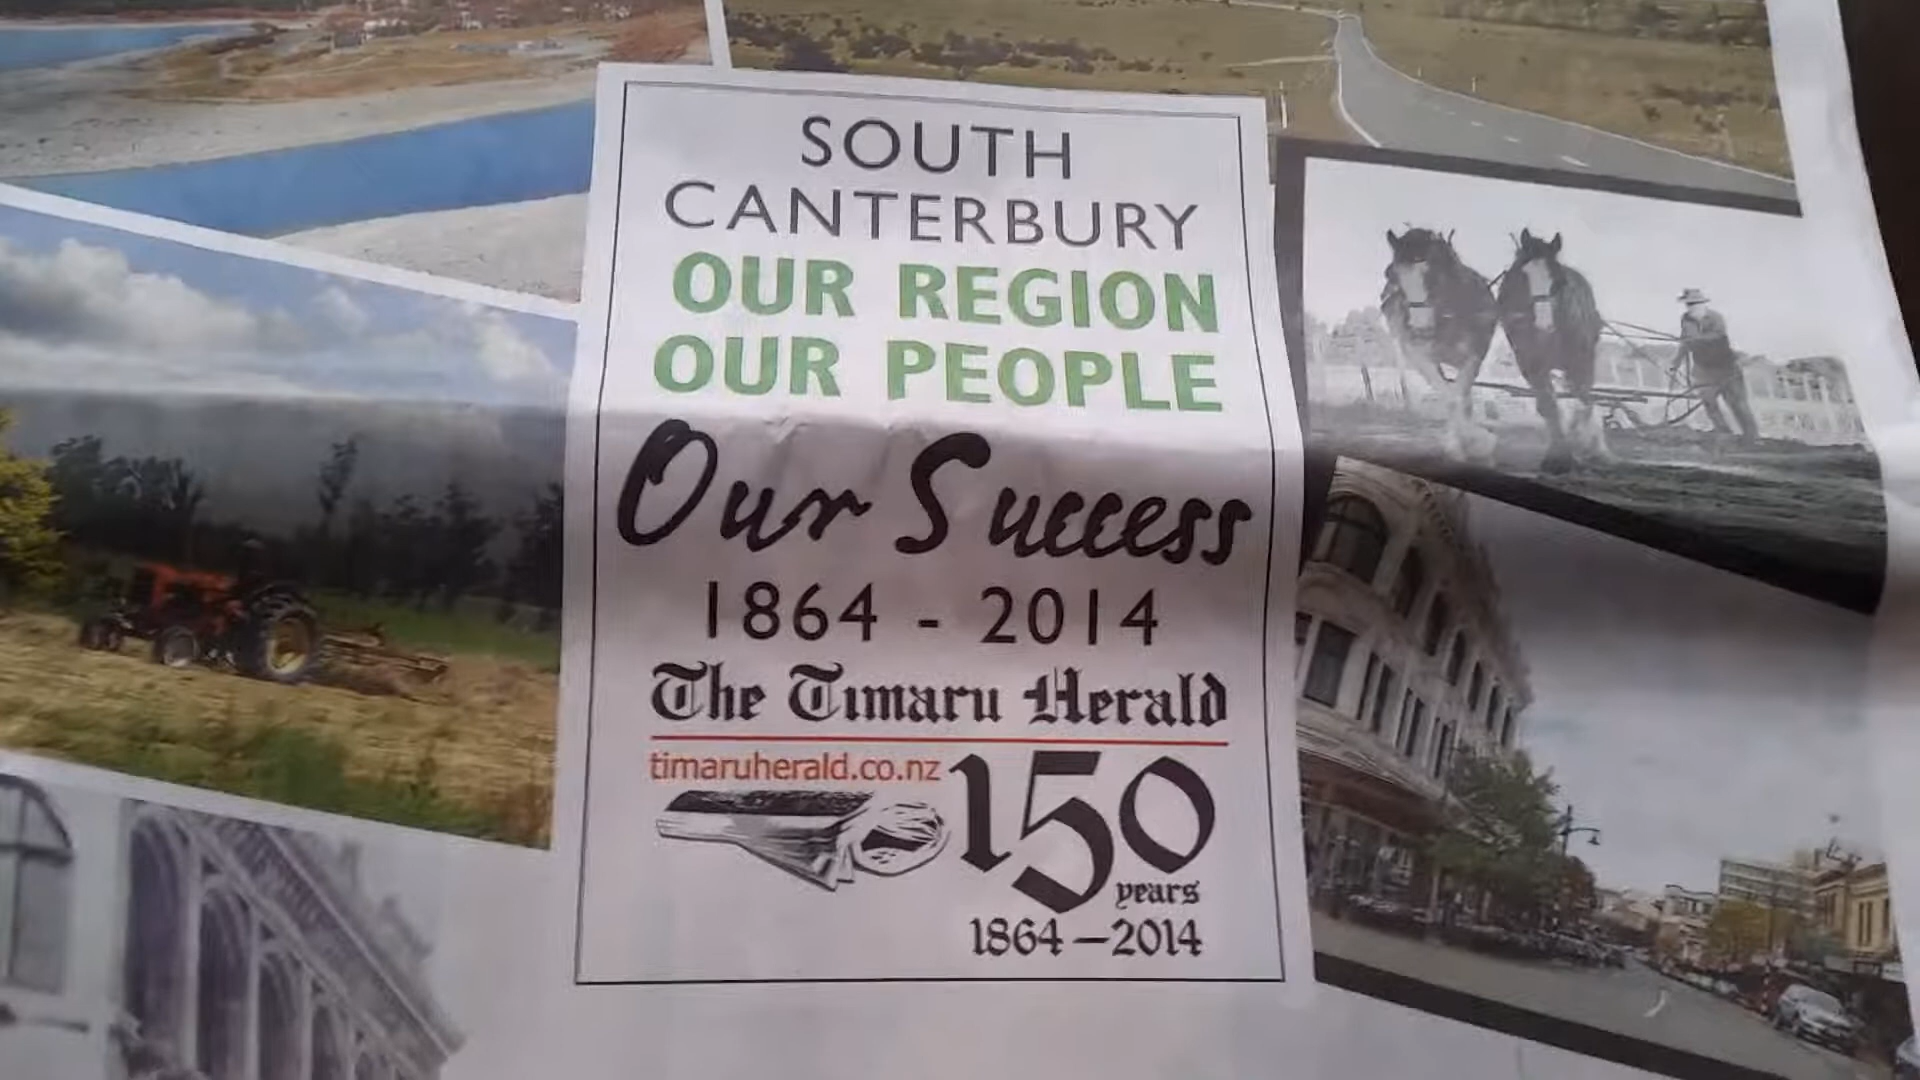 SOUTH
CANTERBURY
OUR REGION
OUR PEOPLE
Our Success
1864 - 2014
The Timaru Herald
timaruherald.co.nz
150
years
1864 – 2014